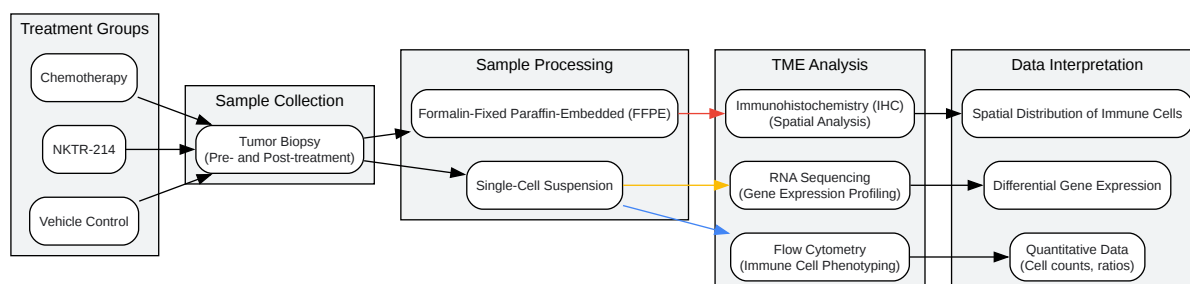 Treatment Groups
Chemotherapy
NKTR-214
Vehicle Control
Sample Collection
Tumor Biopsy
(Pre- and Post-treatment)
Sample Processing
Formalin-Fixed Paraffin-Embedded (FFPE)
Single-Cell Suspension
TME Analysis
Immunohistochemistry (IHC)
(Spatial Analysis)
RNA Sequencing
(Gene Expression Profiling)
Flow Cytometry
(Immune Cell Phenotyping)
Data Interpretation
Spatial Distribution of Immune Cells
Differential Gene Expression
Quantitative Data
(Cell counts, ratios)